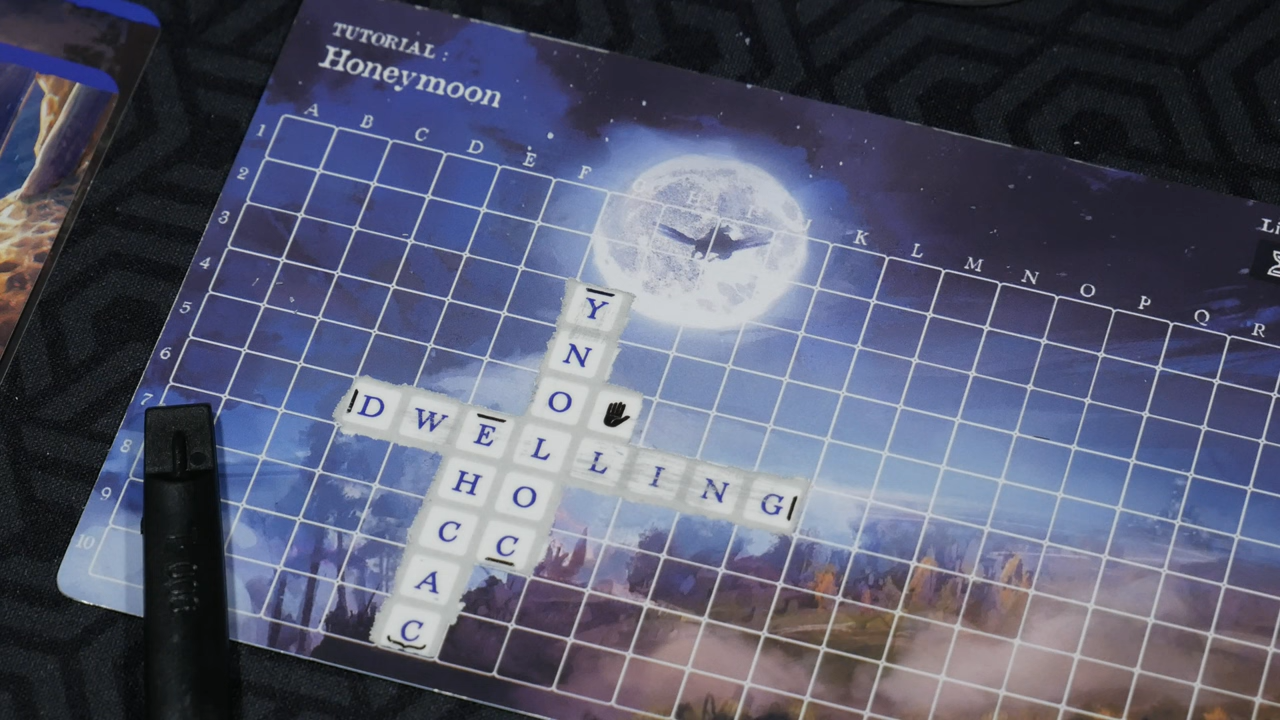 TUTORIAL:
Honeymoon
A B C D E F G H I J K L M N O P Q R
1
2
3
4
5
6
7
8
9
10
Y
N
O
D W E L L I N G
H O
C C
A
C